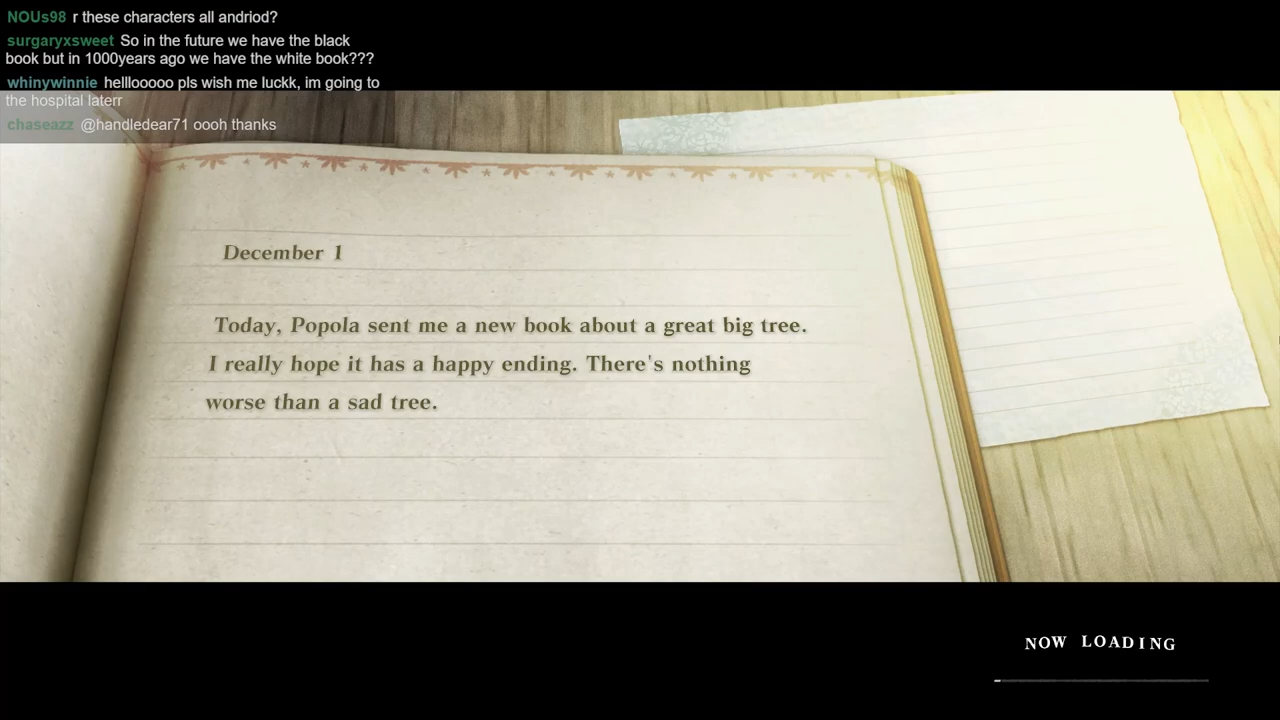 NOUs98 r these characters all andriod?
surgaryxsweet So in the future we have the black
book but in 1000years ago we have the white book???
whinywinnie helllooooo pls wish me luckk, im going to
the hospital laterr
chaseazz @handledear71 oooh thanks
December 1
Today, Popola sent me a new book about a great big tree.
I really hope it has a happy ending. There's nothing
worse than a sad tree.
NOW LOADING